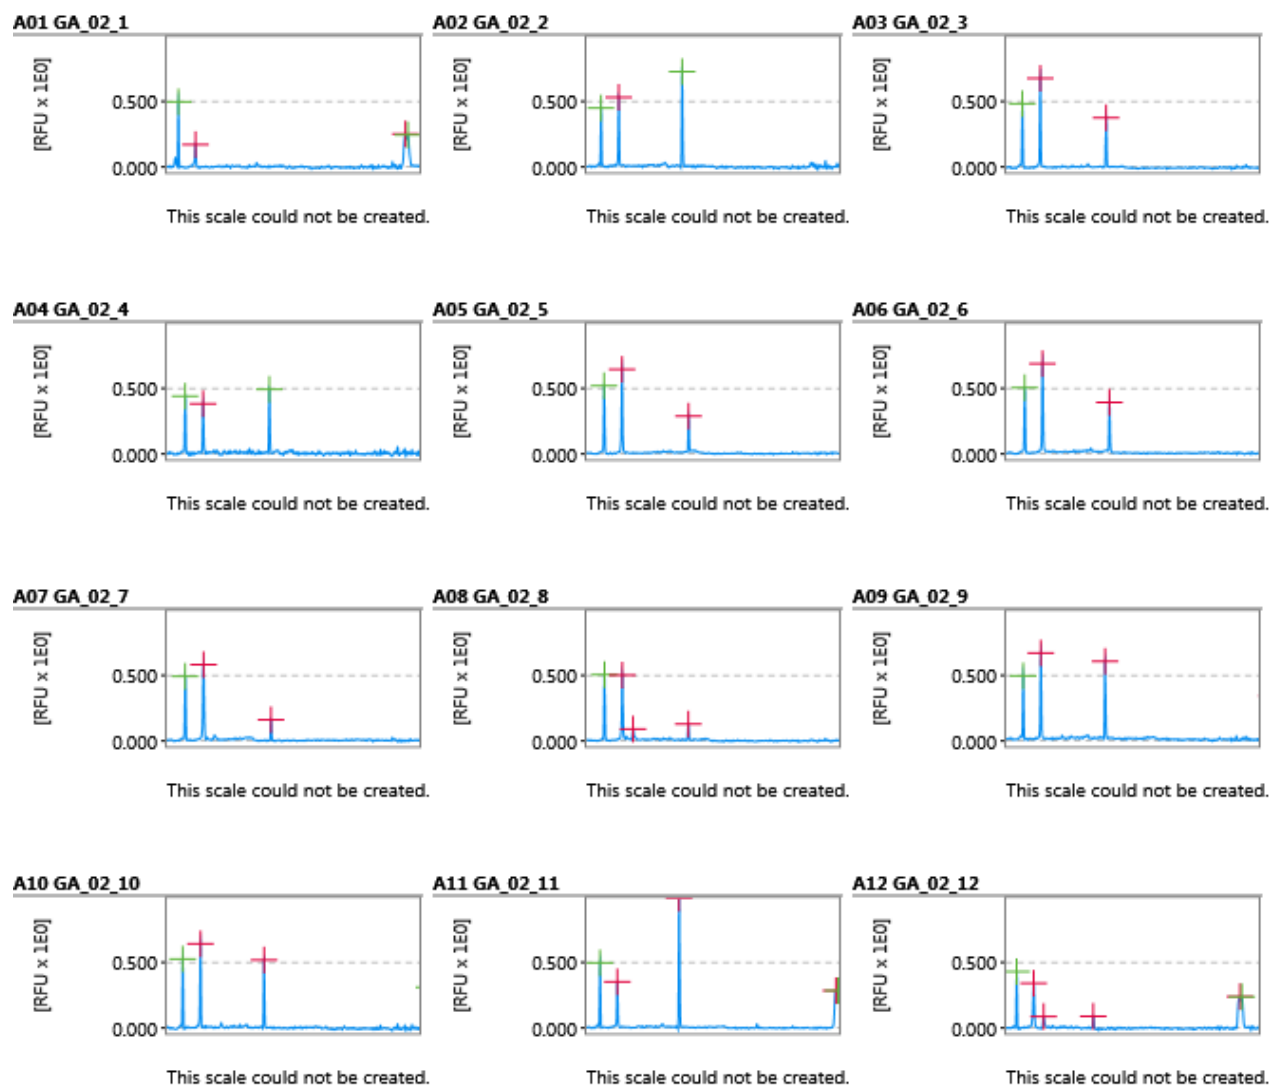 A01 GA_02_1
A02 GA_02_2
A03 GA_02_3
[RFU x 1E0]
0.500
0.000
[RFU x 1E0]
0.500
0.000
[RFU x 1E0]
0.500
0.000
This scale could not be created.
This scale could not be created.
This scale could not be created.
A04 GA_02_4
A05 GA_02_5
A06 GA_02_6
[RFU x 1E0]
0.500
0.000
[RFU x 1E0]
0.500
0.000
[RFU x 1E0]
0.500
0.000
This scale could not be created.
This scale could not be created.
This scale could not be created.
A07 GA_02_7
A08 GA_02_8
A09 GA_02_9
[RFU x 1E0]
0.500
0.000
[RFU x 1E0]
0.500
0.000
[RFU x 1E0]
0.500
0.000
This scale could not be created.
This scale could not be created.
This scale could not be created.
A10 GA_02_10
A11 GA_02_11
A12 GA_02_12
[RFU x 1E0]
0.500
0.000
[RFU x 1E0]
0.500
0.000
[RFU x 1E0]
0.500
0.000
This scale could not be created.
This scale could not be created.
This scale could not be created.